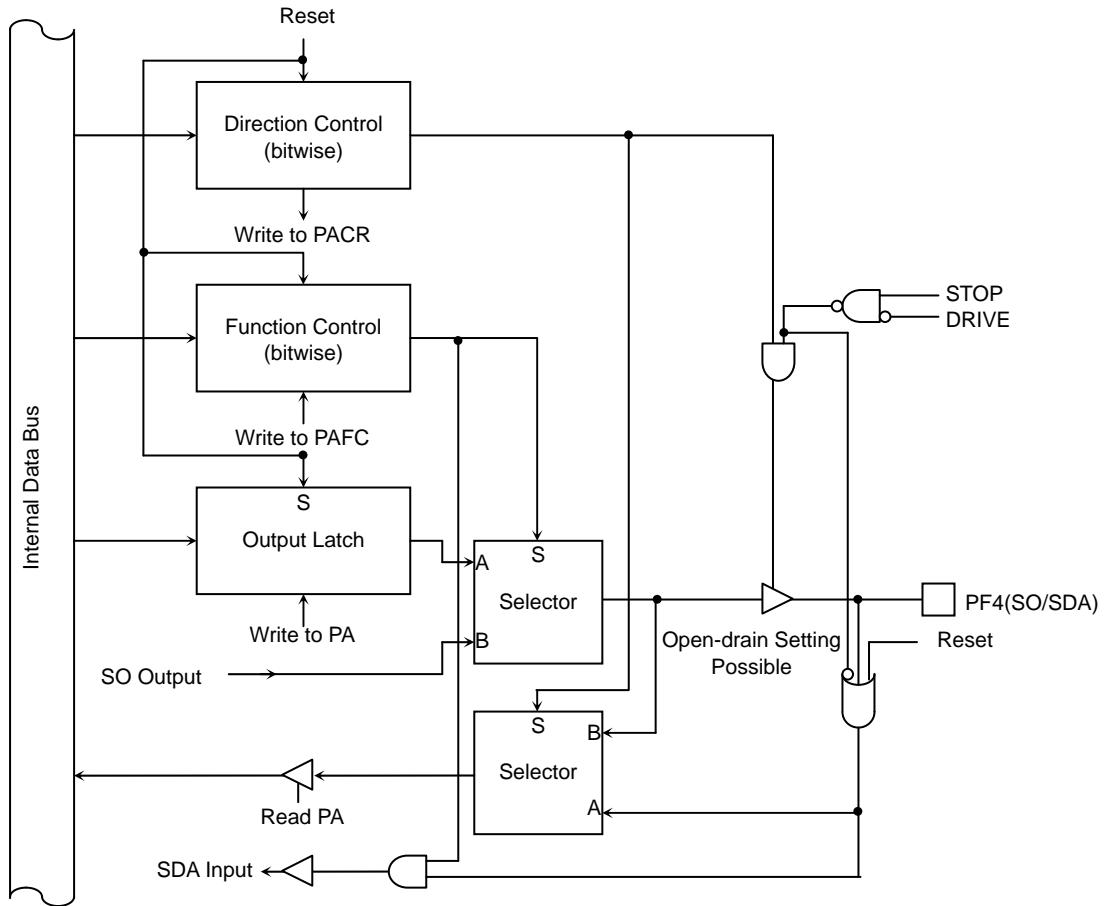 Reset
Direction Control
(bitwise)
Write to PACR
STOP
DRIVE
Function Control
(bitwise)
Write to PAFC
Internal Data Bus
S
Output Latch
A
S
Selector
B
PF4(SO/SDA)
Write to PA
Open-drain Setting
Possible
Reset
SO Output
S
B
Selector
A
Read PA
SDA Input